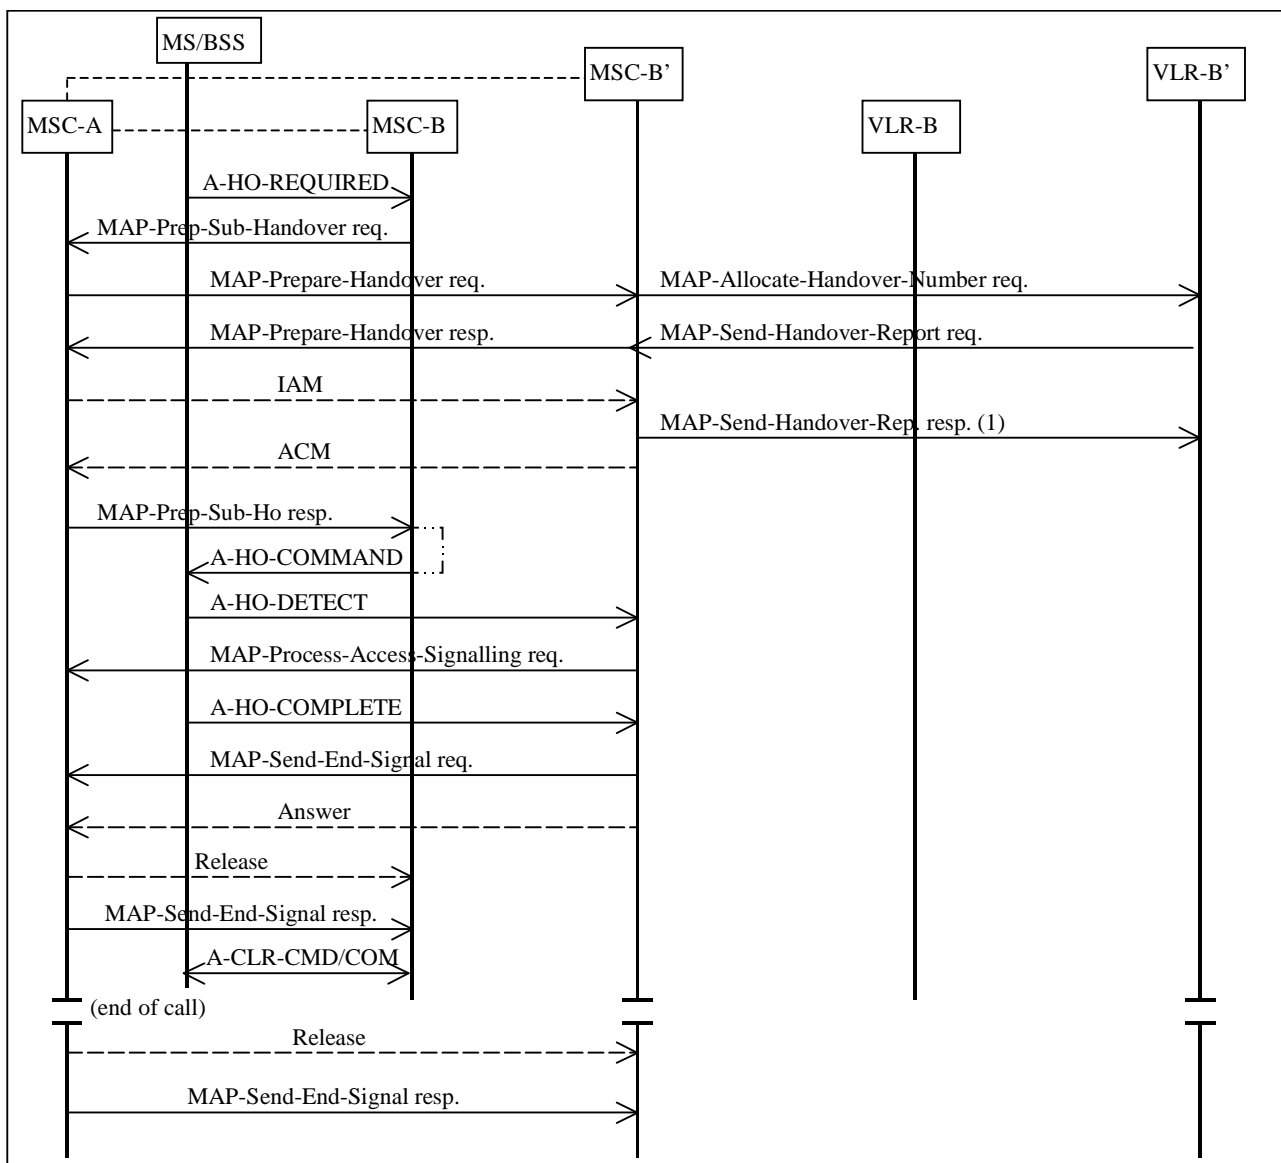 MS/BSS
MSC-B’
VLR-B’
MSC-A
MSC-B
VLR-B
A-HO-REQUIRED
MAP-Prep-Sub-Handover req.
MAP-Prepare-Handover req.
MAP-Allocate-Handover-Number req.
MAP-Prepare-Handover resp.
MAP-Send-Handover-Report req.
IAM
MAP-Send-Handover-Rep. resp. (1)
ACM
MAP-Prep-Sub-Ho resp.
A-HO-COMMAND
A-HO-DETECT
MAP-Process-Access-Signalling req.
A-HO-COMPLETE
MAP-Send-End-Signal req.
Answer
Release
MAP-Send-End-Signal resp.
A-CLR-CMD/COM
(end of call)
Release
MAP-Send-End-Signal resp.